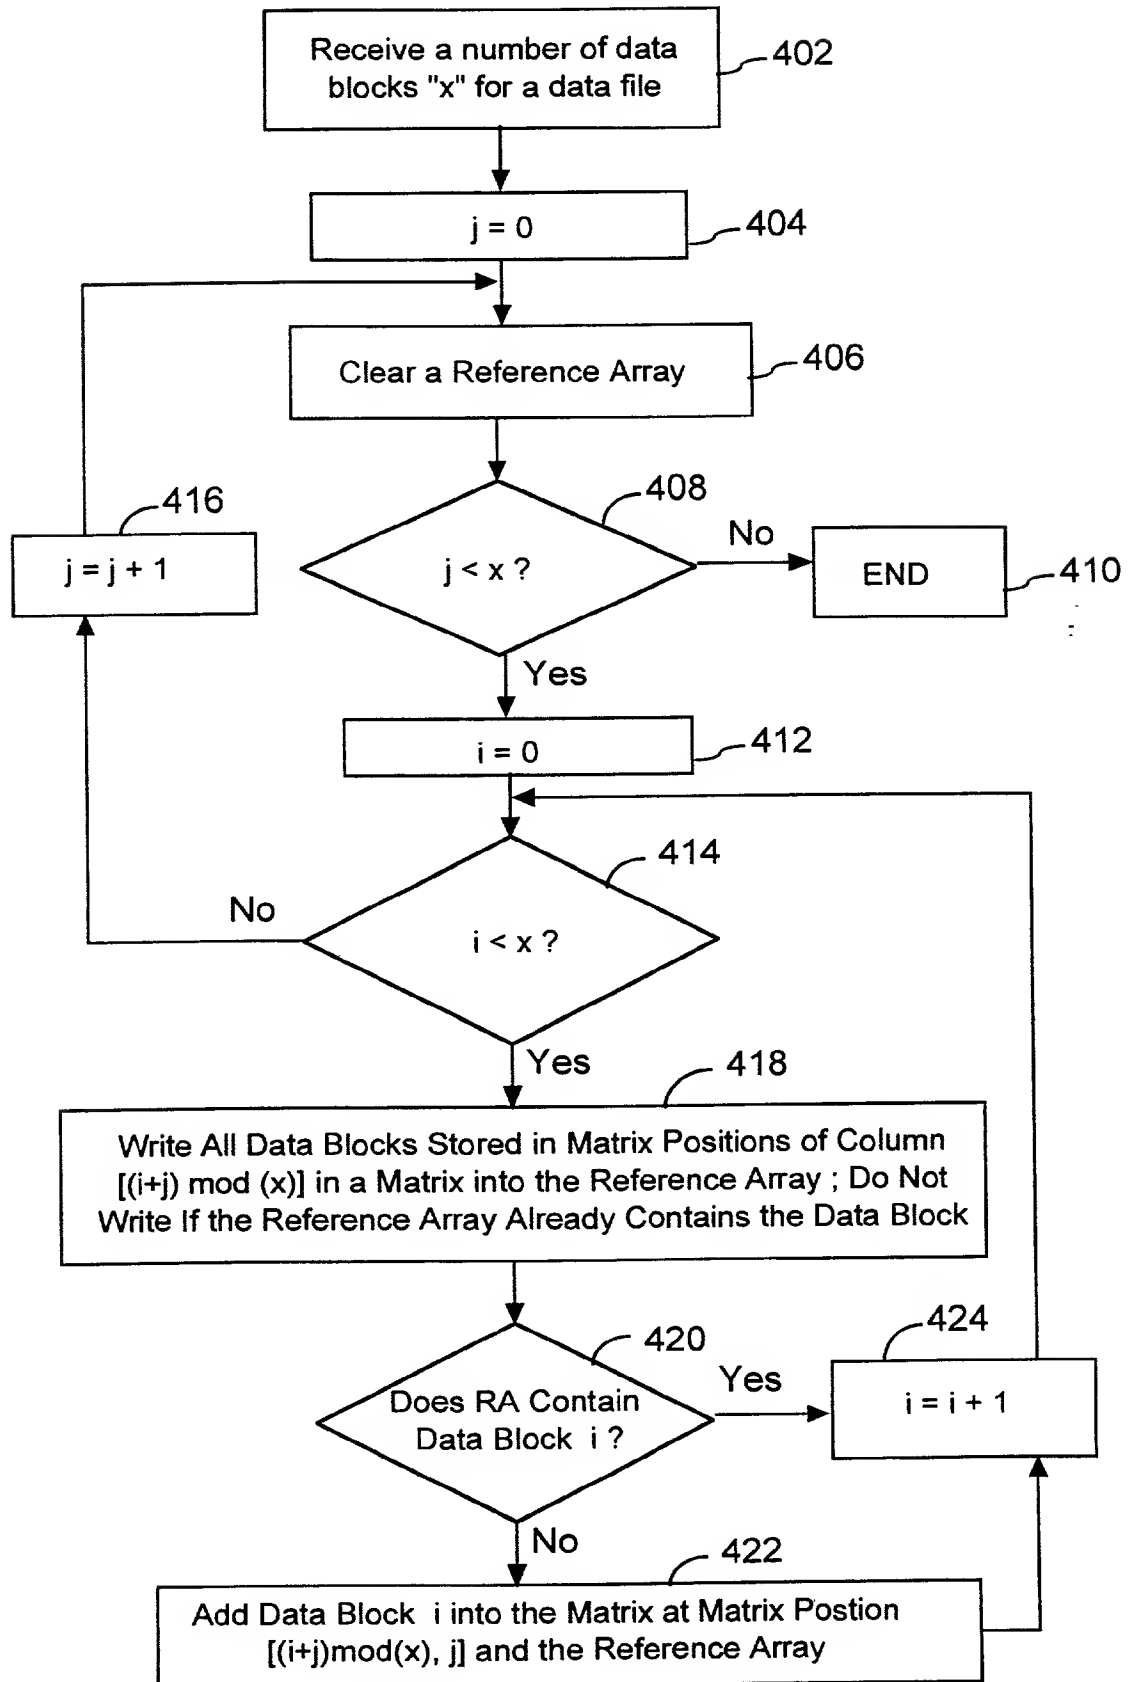 Receive a number of data
blocks "x" for a data file
402
j = 0
404
Clear a Reference Array
406
408
j < x ?
No
END
410
416
j = j + 1
Yes
i = 0
412
414
i < x ?
No
Yes
418
Write All Data Blocks Stored in Matrix Positions of Column
[(i+j) mod (x)] in a Matrix into the Reference Array ; Do Not
Write If the Reference Array Already Contains the Data Block
420
Does RA Contain
Data Block i ?
Yes
424
i = i + 1
No
422
Add Data Block i into the Matrix at Matrix Postion
[(i+j)mod(x), j] and the Reference Array